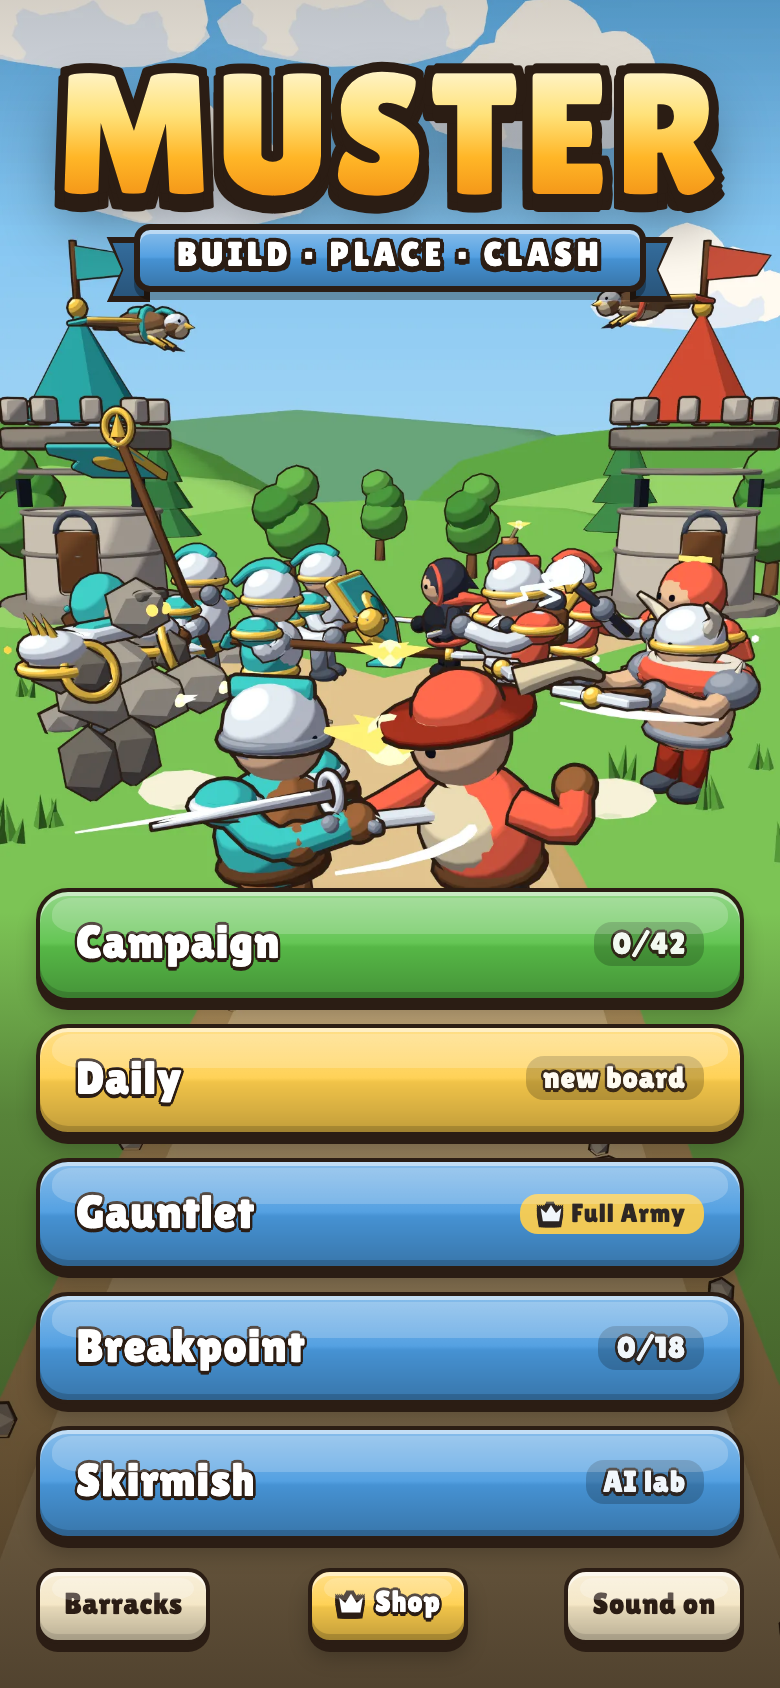 MUSTER
BUILD · PLACE · CLASH
Campaign 0/42
Daily new board
Gauntlet Full Army
Breakpoint 0/18
Skirmish AI lab
Barracks Shop Sound on